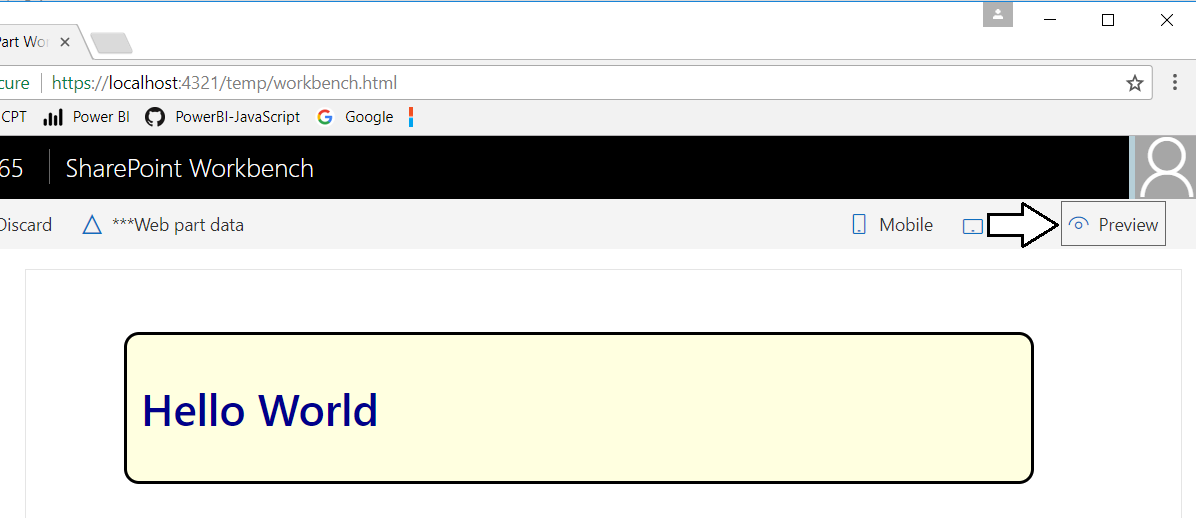 Part Wo
cure https://localhost:4321/temp/workbench.html
CPT Power BI PowerBI-JavaScript Google
65 SharePoint Workbench
Discard ***Web part data Mobile Preview
Hello World